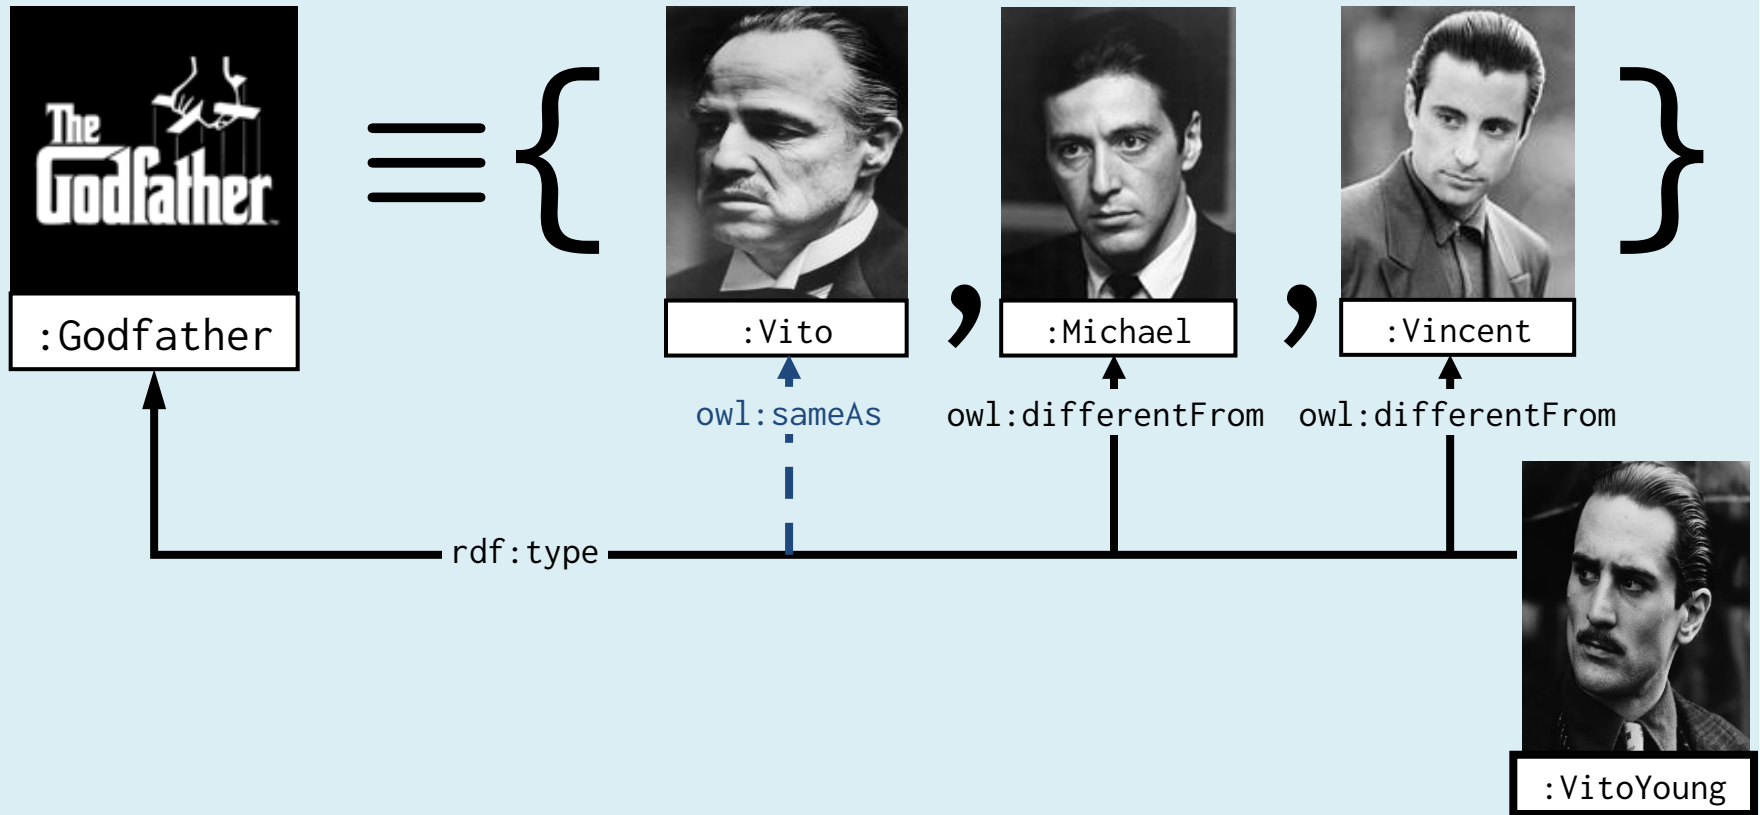 The
Godfather
:Godfather
≡ { , , }
:Vito
:Michael
:Vincent
owl:sameAs
owl:differentFrom
owl:differentFrom
rdf:type
:VitoYoung